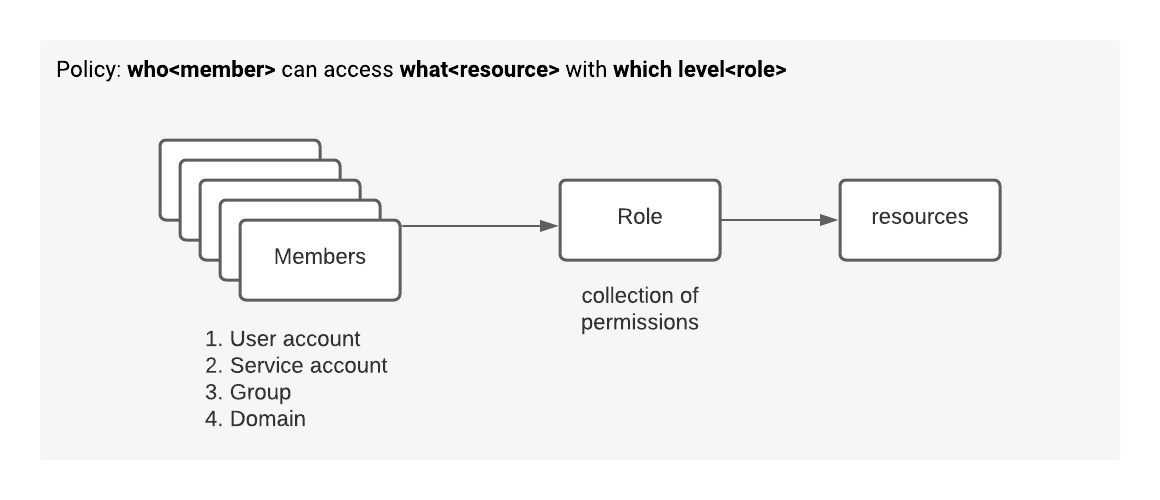 Policy: who<member> can access what<resource> with which level<role>
Members
Role
resources
collection of
permissions
1. User account
2. Service account
3. Group
4. Domain